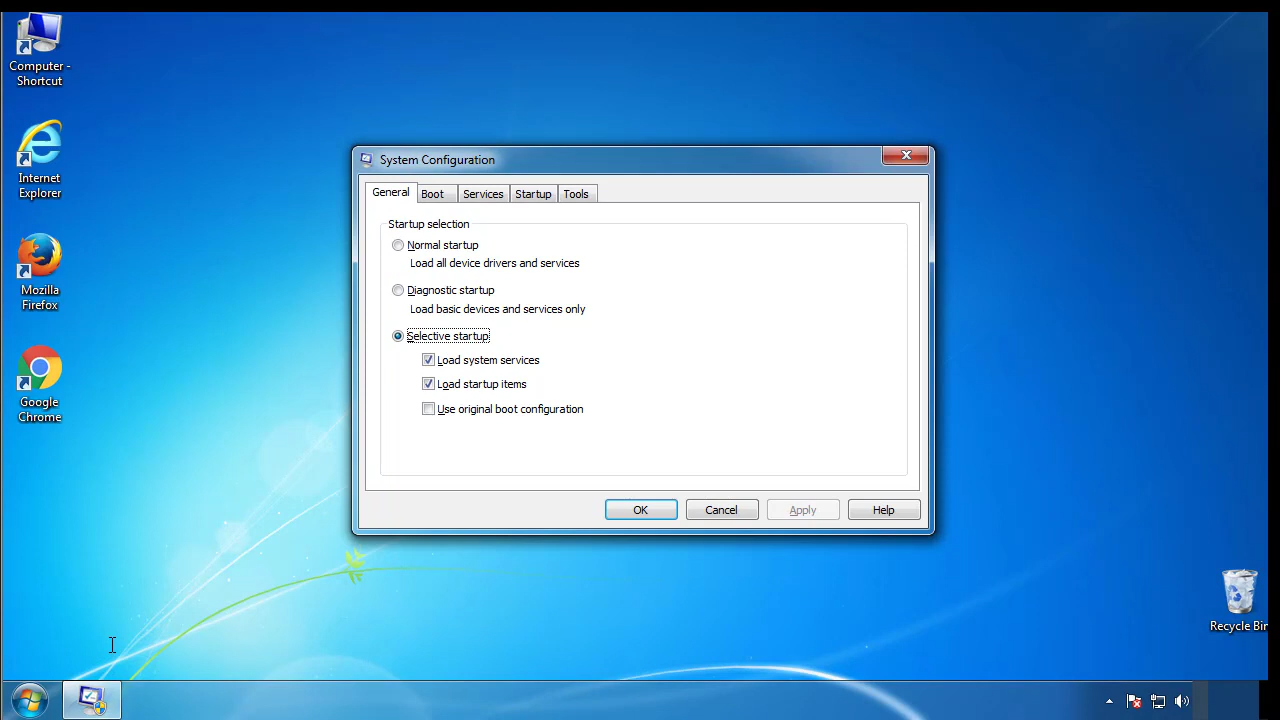 Computer -
Shortcut
Internet
Explorer
Mozilla
Firefox
Google
Chrome
System Configuration
General
Boot
Services
Startup
Tools
Startup selection
Normal startup
Load all device drivers and services
Diagnostic startup
Load basic devices and services only
Selective startup
Load system services
Load startup items
Use original boot configuration
OK
Cancel
Apply
Help
Recycle Bin